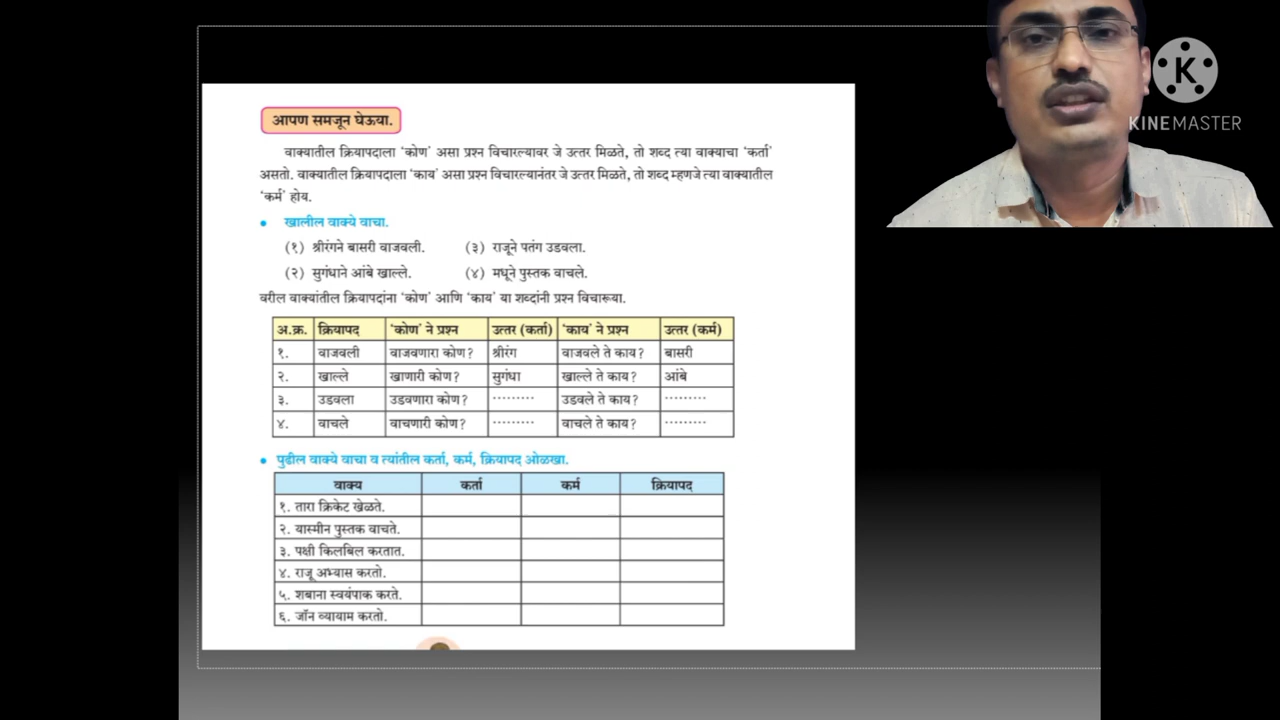 KINEMASTER
आपण समजून घेऊया.
वाक्यातील क्रियापदाला ‘कोण’ असा प्रश्न विचारल्यावर जे उत्तर मिळते, तो शब्द त्या वाक्याचा ‘कर्ता’
असतो. वाक्यातील क्रियापदाला ‘काय’ असा प्रश्न विचारल्यानंतर जे उत्तर मिळते, तो शब्द म्हणजे त्या वाक्यातील
‘कर्म’ होय.
• खालील वाक्ये वाचा.
(१) श्रीरंगने बासरी वाजवली. (३) राजूने पतंग उडवला.
(२) सुगंधाने आंबे खाल्ले. (४) मधूने पुस्तक वाचले.
वरील वाक्यांतील क्रियापदांना ‘कोण’ आणि ‘काय’ या शब्दांनी प्रश्न विचारूया.
अ.क्र. क्रियापद ‘कोण’ ने प्रश्न उत्तर (कर्ता) ‘काय’ ने प्रश्न उत्तर (कर्म)
१. वाजवली वाजवणारा कोण? श्रीरंग वाजवले ते काय? बासरी
२. खाल्ले खाणारी कोण? सुगंधा खाल्ले ते काय? आंबे
३. उडवला उडवणारा कोण? ......... उडवले ते काय? .........
४. वाचले वाचणारी कोण? ......... वाचले ते काय? .........
• पुढील वाक्ये वाचा व त्यांतील कर्ता, कर्म, क्रियापद ओळखा.
वाक्य कर्ता कर्म क्रियापद
१. तारा क्रिकेट खेळते.
२. यास्मीन पुस्तक वाचते.
३. पक्षी किलबिल करतात.
४. राजू अभ्यास करतो.
५. शबाना स्वयंपाक करते.
६. जॉन व्यायाम करतो.